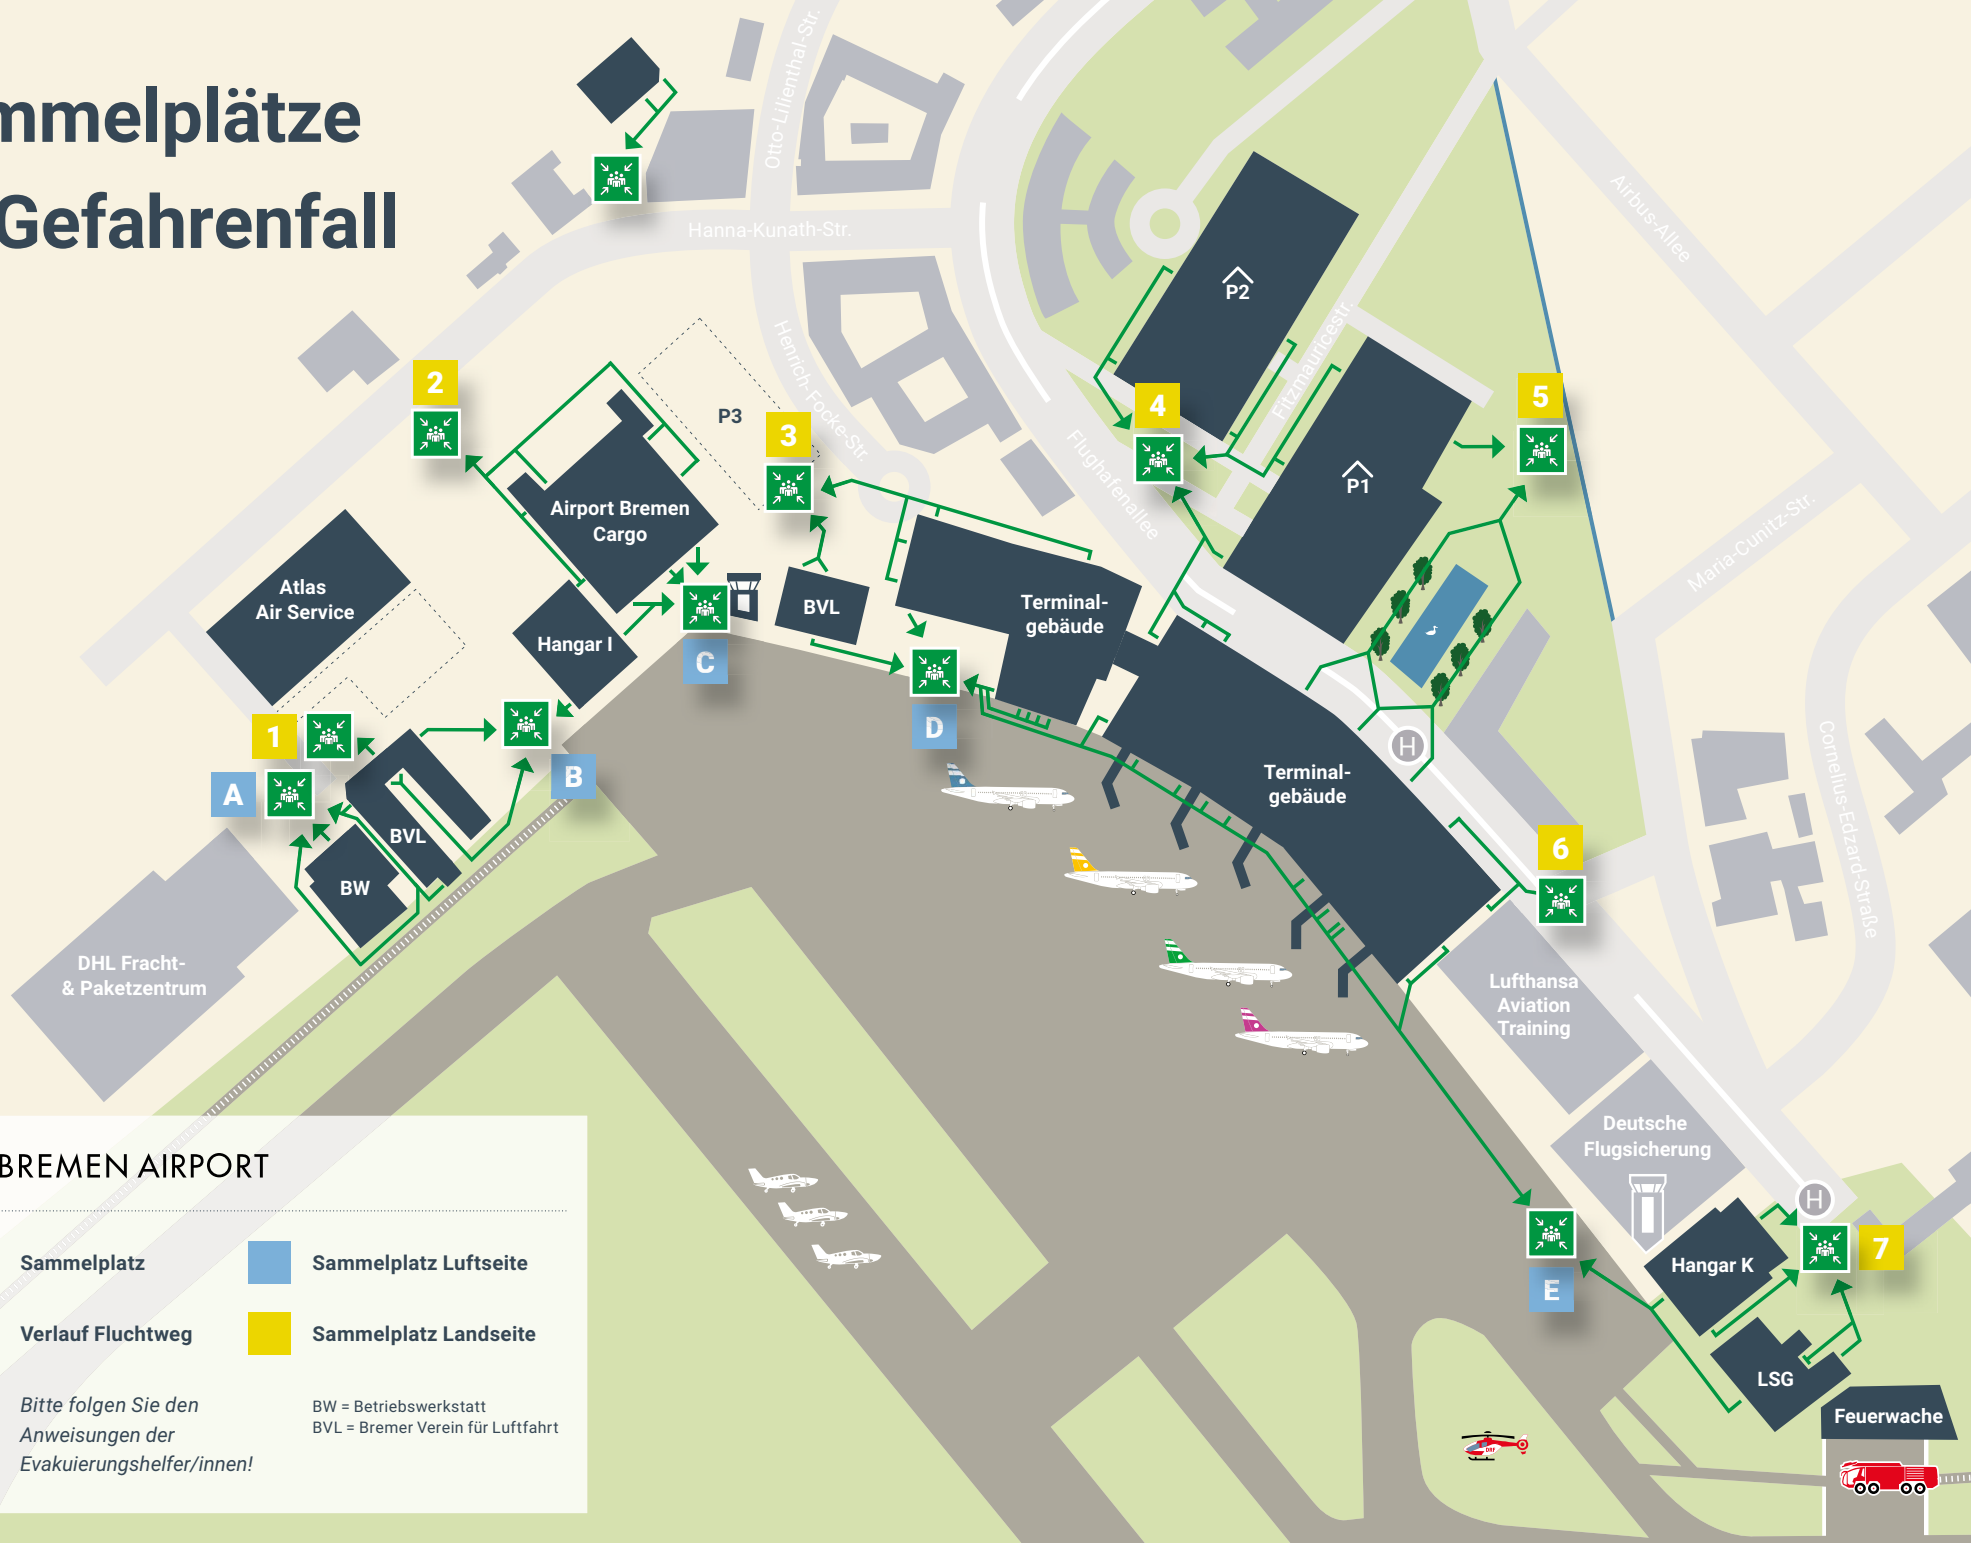 mmelplätze
Gefahrenfall
Otto-Lilienthal-Str.
Hanna-Kunath-Str.
Henrich-Focke-Str.
Flughafenallee
Fitzmauricestr.
Airbus-Allee
Maria-Cunitz-Str.
Cornelius-Edzard-Straße
P2
P1
P3
2
3
4
5
Airport Bremen
Cargo
Atlas
Air Service
Hangar I
BVL
Terminal-
gebäude
C
D
1
A
B
BVL
BW
Terminal-
gebäude
H
6
DHL Fracht-
& Paketzentrum
Lufthansa
Aviation
Training
Deutsche
Flugsicherung
H
7
Hangar K
E
LSG
Feuerwache
DRF
BREMEN AIRPORT
Sammelplatz
Sammelplatz Luftseite
Verlauf Fluchtweg
Sammelplatz Landseite
Bitte folgen Sie den
Anweisungen der
Evakuierungshelfer/innen!
BW = Betriebswerkstatt
BVL = Bremer Verein für Luftfahrt